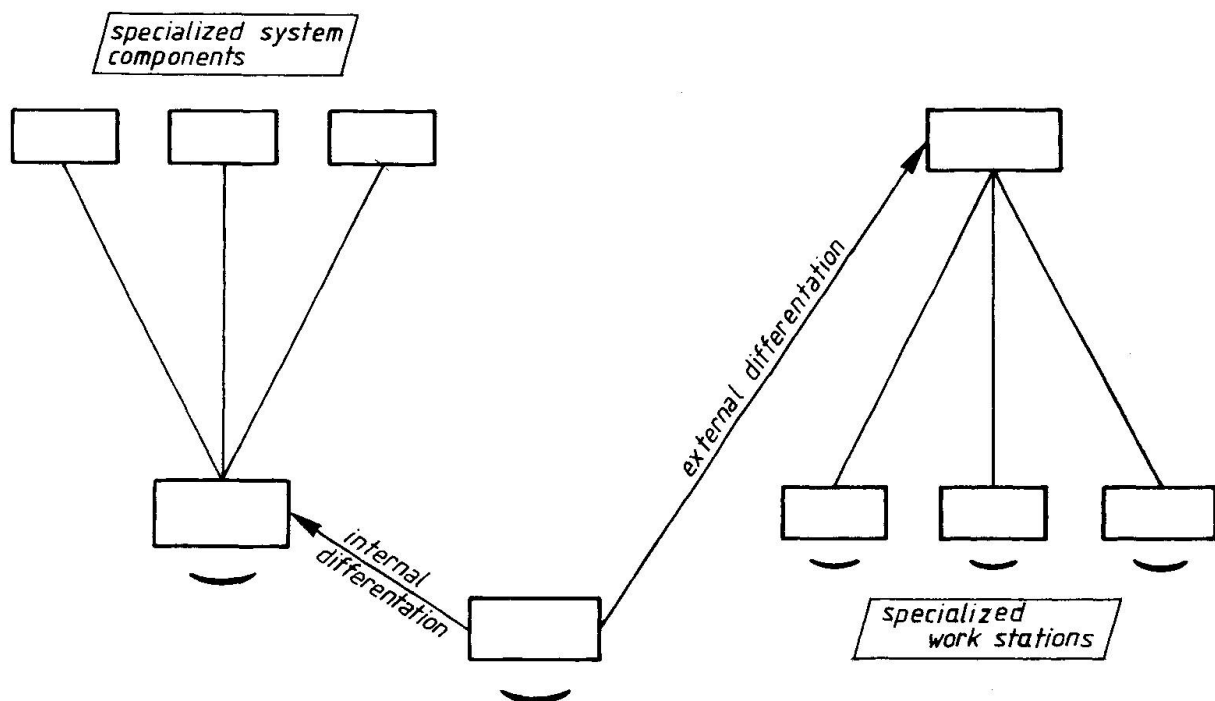 specialized system
components
external differentation
internal
differentation
specialized
work stations